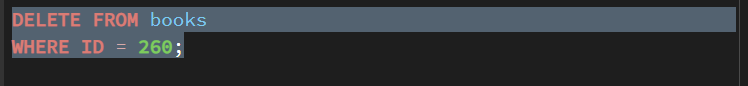 DELETE FROM books
WHERE ID = 260;